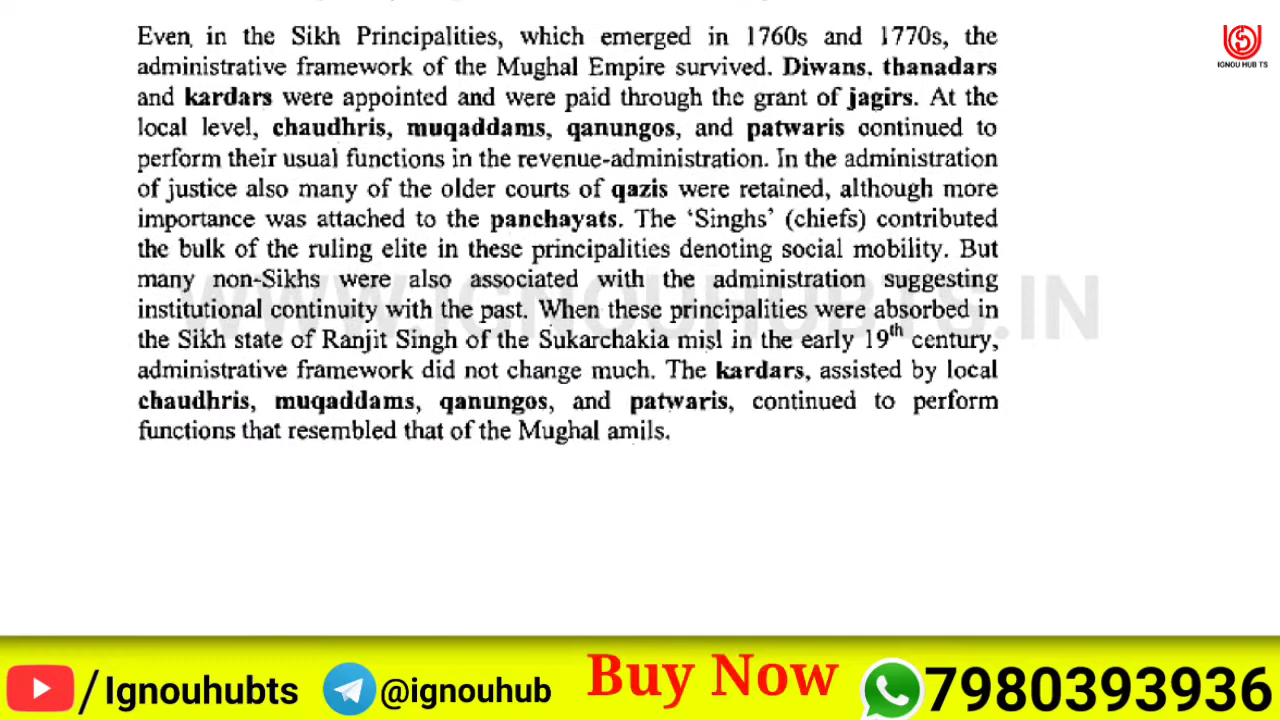 Even in the Sikh Principalities, which emerged in 1760s and 1770s, the
administrative framework of the Mughal Empire survived. Diwans, thanadars
and kardars were appointed and were paid through the grant of jagirs. At the
local level, chaudhris, muqaddams, qanungos, and patwaris continued to
perform their usual functions in the revenue-administration. In the administration
of justice also many of the older courts of qazis were retained, although more
importance was attached to the panchayats. The ‘Singhs’ (chiefs) contributed
the bulk of the ruling elite in these principalities denoting social mobility. But
many non-Sikhs were also associated with the administration suggesting
institutional continuity with the past. When these principalities were absorbed in
the Sikh state of Ranjit Singh of the Sukarchakia misl in the early 19th century,
administrative framework did not change much. The kardars, assisted by local
chaudhris, muqaddams, qanungos, and patwaris, continued to perform
functions that resembled that of the Mughal amils.
WWW.IGNOUHUBTS.IN
IGNOU HUB TS
/Ignouhubts @ignouhub Buy Now 7980393936